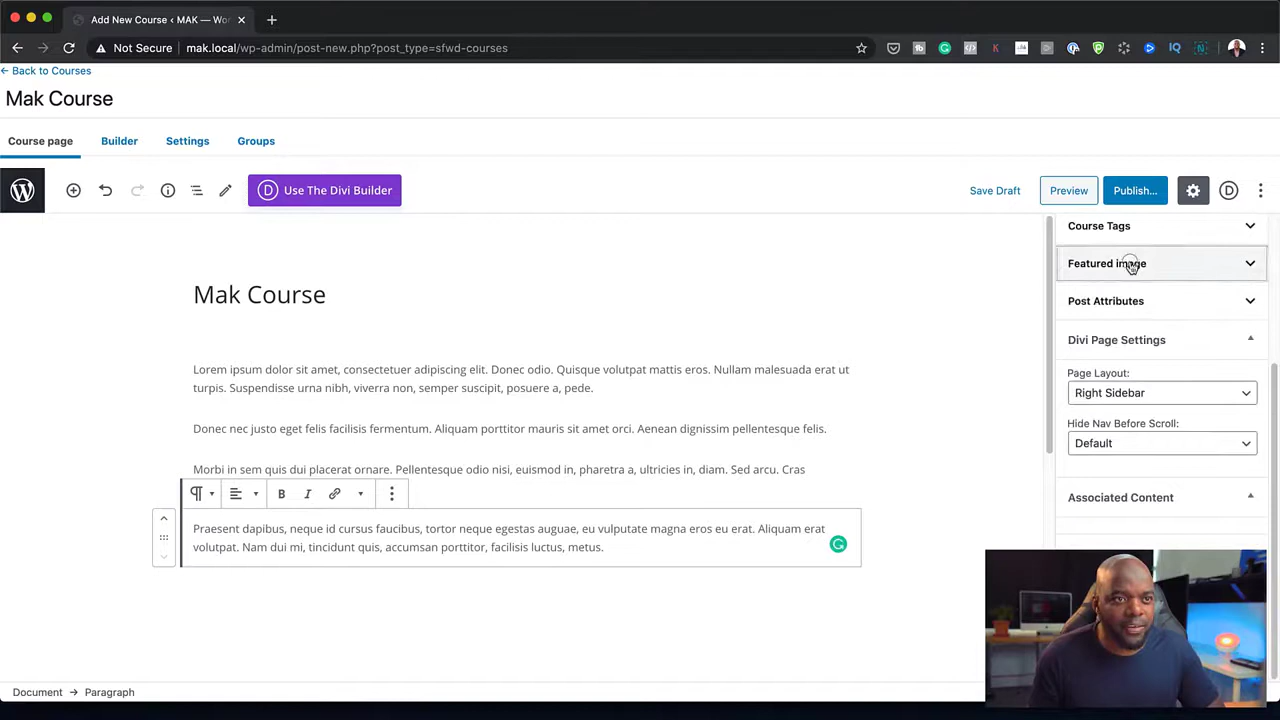 Add New Course ‹ MAK — Wo
Not Secure
mak.local/wp-admin/post-new.php?post_type=sfwd-courses
← Back to Courses
Mak Course
Course page
Builder
Settings
Groups
D Use The Divi Builder
Save Draft
Preview
Publish...
D
Course Tags
Featured image
Post Attributes
Divi Page Settings
Page Layout:
Right Sidebar
Hide Nav Before Scroll:
Default
Associated Content
Mak Course
Lorem ipsum dolor sit amet, consectetuer adipiscing elit. Donec odio. Quisque volutpat mattis eros. Nullam malesuada erat ut
turpis. Suspendisse urna nibh, viverra non, semper suscipit, posuere a, pede.
Donec nec justo eget felis facilisis fermentum. Aliquam porttitor mauris sit amet orci. Aenean dignissim pellentesque felis.
Morbi in sem quis dui placerat ornare. Pellentesque odio nisi, euismod in, pharetra a, ultricies in, diam. Sed arcu. Cras
B I
Praesent dapibus, neque id cursus faucibus, tortor neque egestas auguae, eu vulputate magna eros eu erat. Aliquam erat
volutpat. Nam dui mi, tincidunt quis, accumsan porttitor, facilisis luctus, metus.
Document → Paragraph